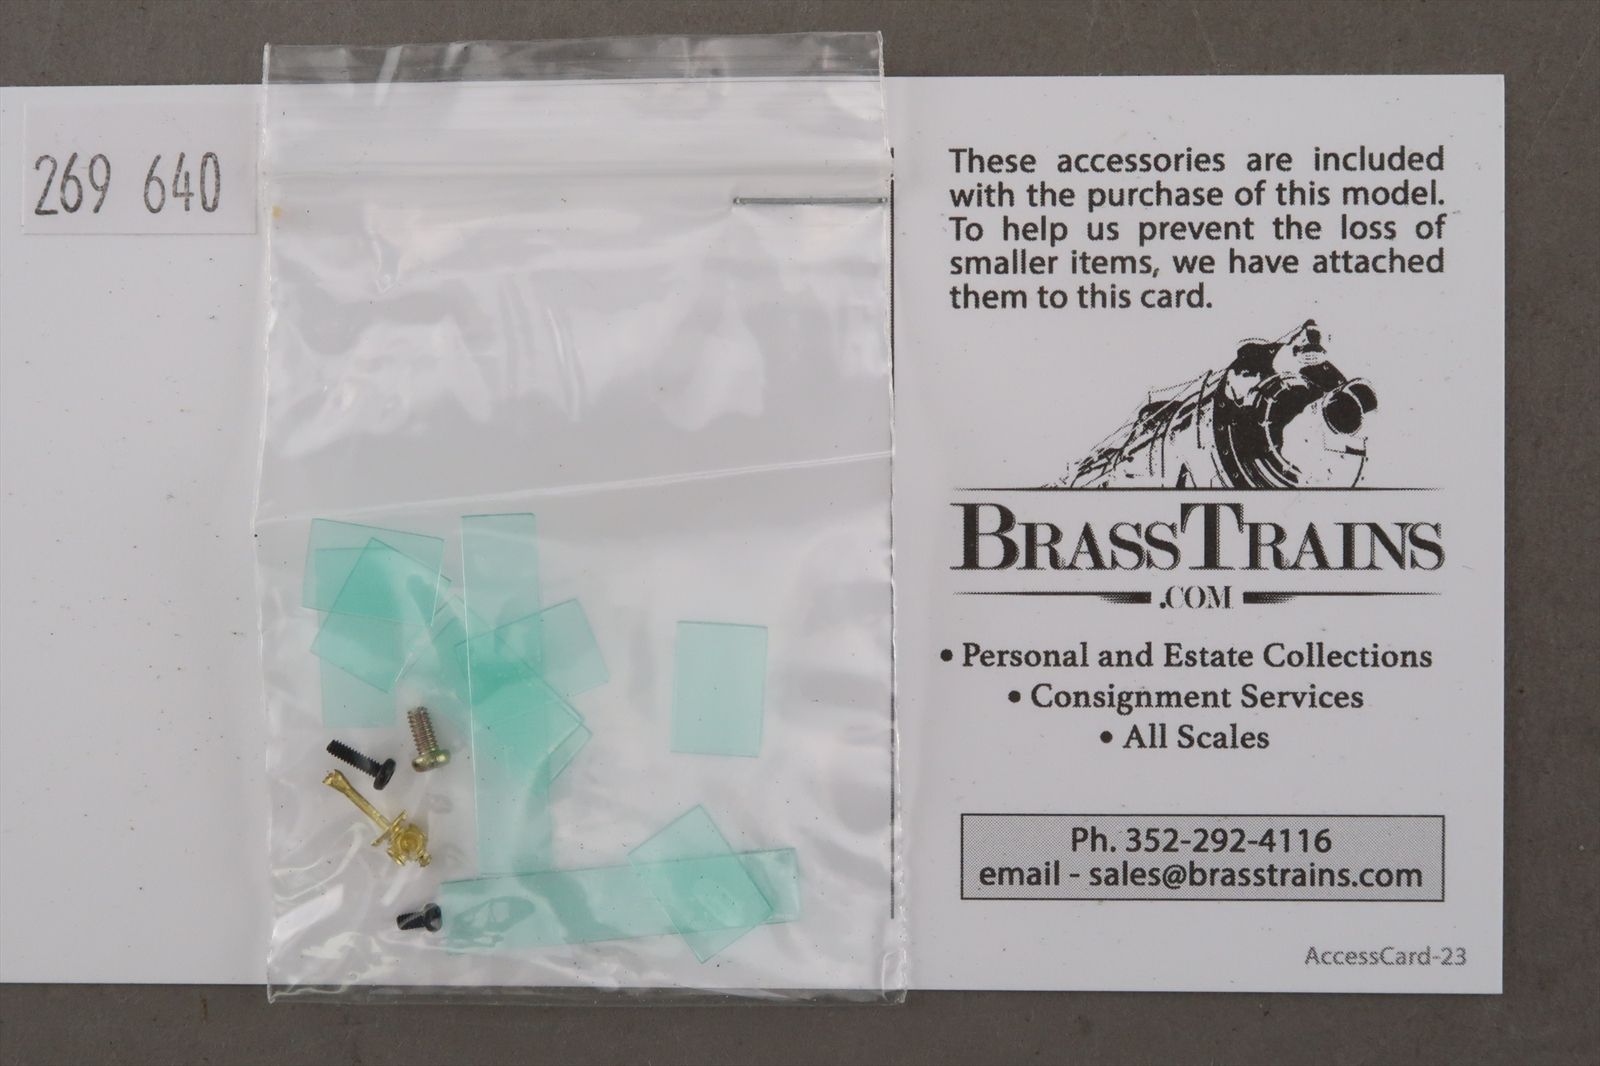 269 640
These accessories are included
with the purchase of this model.
To help us prevent the loss of
smaller items, we have attached
them to this card.
BRASSTRAINS
.COM
• Personal and Estate Collections
• Consignment Services
• All Scales
Ph. 352-292-4116
email - sales@brasstrains.com
AccessCard-23